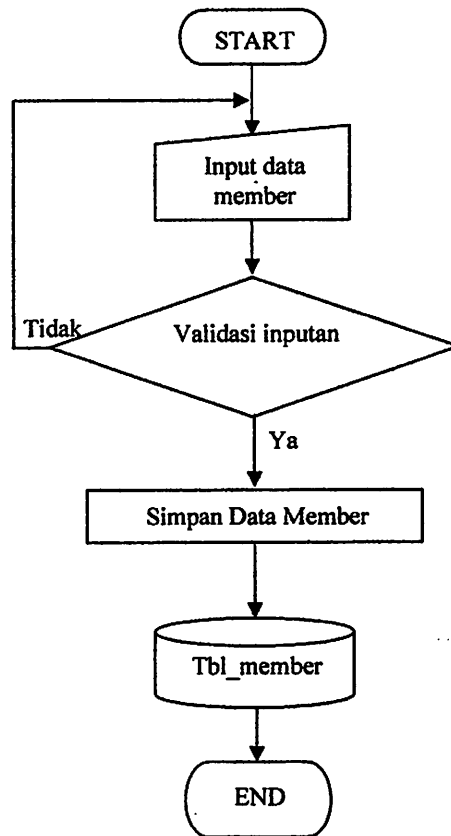 START
Input data
member
Tidak
Validasi inputan
Ya
Simpan Data Member
Tbl_member
END